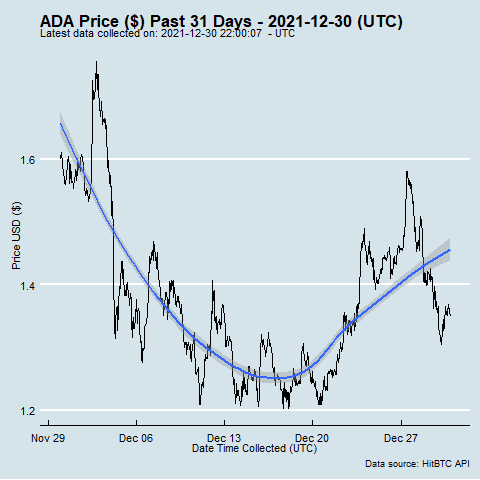 ADA Price ($) Past 31 Days - 2021-12-30 (UTC)
Latest data collected on: 2021-12-30 22:00:07  - UTC
1.6
1.4
1.2
Price USD ($)
Nov 29 Dec 06 Dec 13 Dec 20 Dec 27
Date Time Collected (UTC)
Data source: HitBTC API